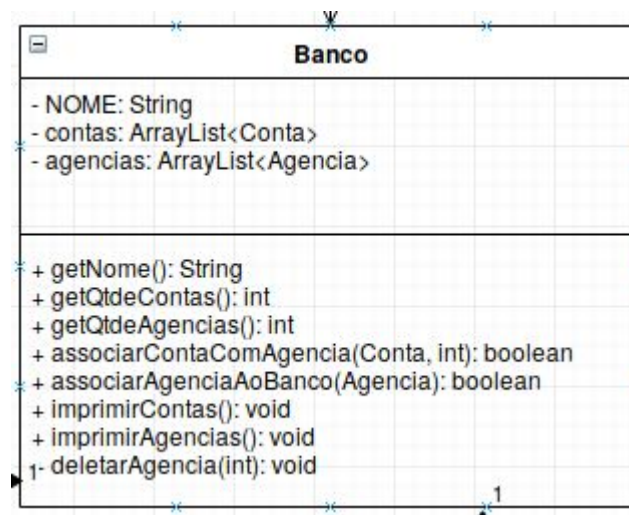 Banco
- NOME: String
- contas: ArrayList<Conta>
- agencias: ArrayList<Agencia>
+ getNome(): String
+ getQtdeContas(): int
+ getQtdeAgencias(): int
+ associarContaComAgencia(Conta, int): boolean
+ associarAgenciaAoBanco(Agencia): boolean
+ imprimirContas(): void
+ imprimirAgencias(): void
1- deletarAgencia(int): void
1